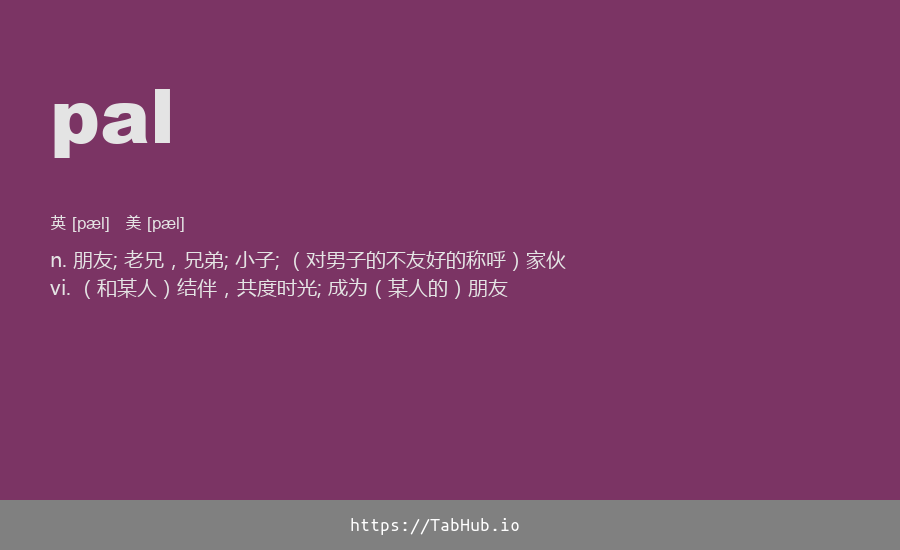 pal
英 [pæl] 美 [pæl]
n. 朋友; 老兄，兄弟; 小子; （对男子的不友好的称呼）家伙
vi. （和某人）结伴，共度时光; 成为（某人的）朋友
https://TabHub.io